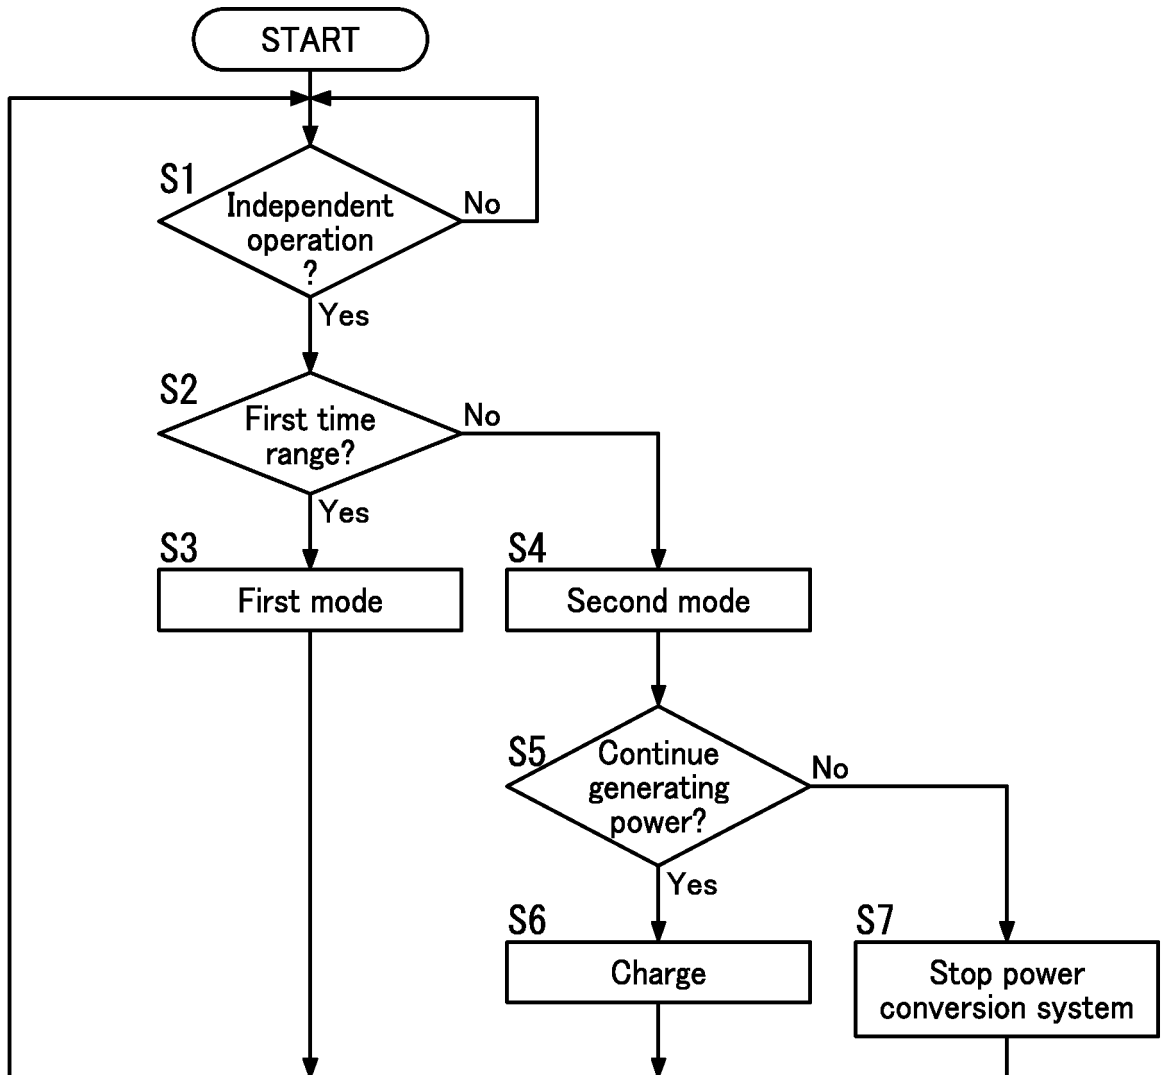 START
S1
Independent
operation
?
No
Yes
S2
First time
range?
No
Yes
S3
First mode
S4
Second mode
S5
Continue
generating
power?
No
Yes
S6
Charge
S7
Stop power
conversion system